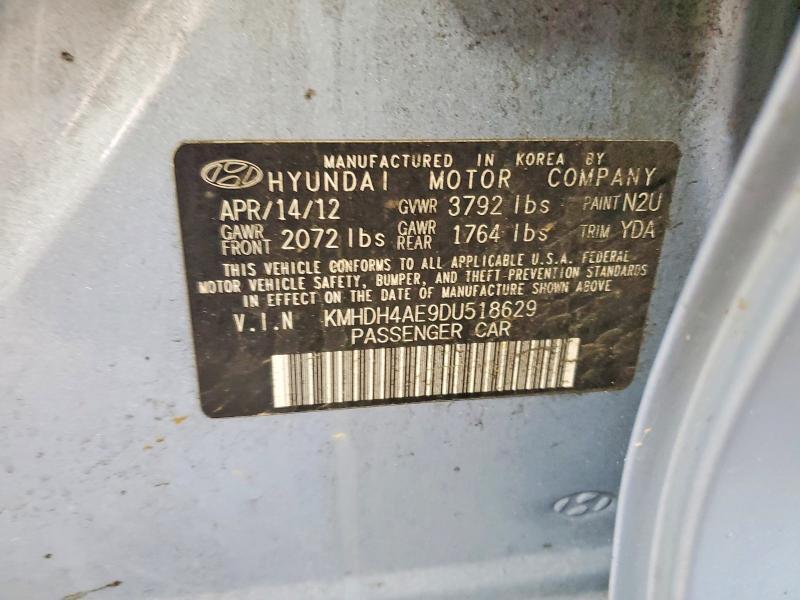 MANUFACTURED IN KOREA BY
HYUNDAI MOTOR COMPANY
APR/14/12 GVWR 3792 lbs PAINT N2U
GAWR FRONT 2072 lbs GAWR REAR 1764 lbs TRIM YDA
THIS VEHICLE CONFORMS TO ALL APPLICABLE U.S.A. FEDERAL
MOTOR VEHICLE SAFETY, BUMPER, AND THEFT PREVENTION STANDARDS
IN EFFECT ON THE DATE OF MANUFACTURE SHOWN ABOVE.
V.I.N KMHDH4AE9DU518629
PASSENGER CAR